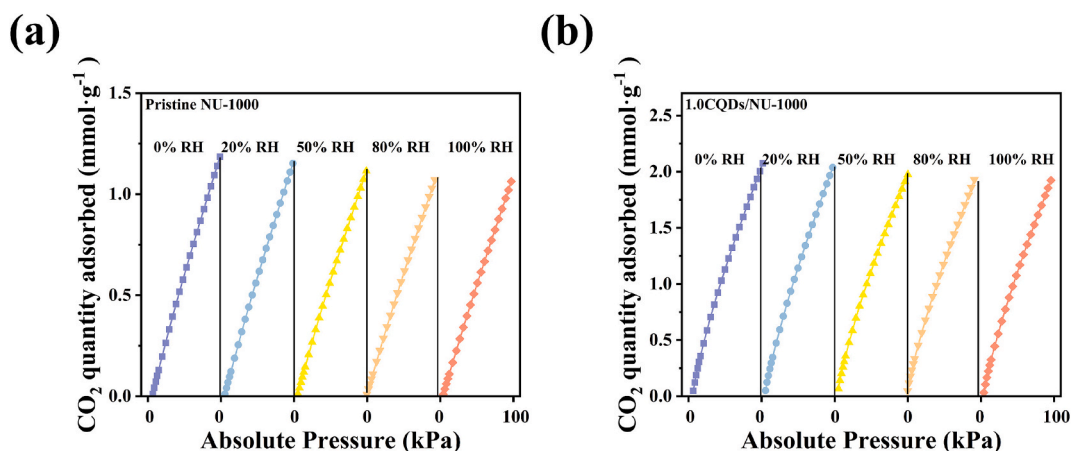 (a)
CO₂ quantity adsorbed (mmol·g⁻¹)
1.5
1.0
0.5
0.0
Pristine NU-1000
0% RH 20% RH 50% RH 80% RH 100% RH
0 0 0 0 0 100
Absolute Pressure (kPa)
(b)
CO₂ quantity adsorbed (mmol·g⁻¹)
2.5
2.0
1.5
1.0
0.5
0.0
1.0CQDs/NU-1000
0% RH 20% RH 50% RH 80% RH 100% RH
0 0 0 0 0 100
Absolute Pressure (kPa)